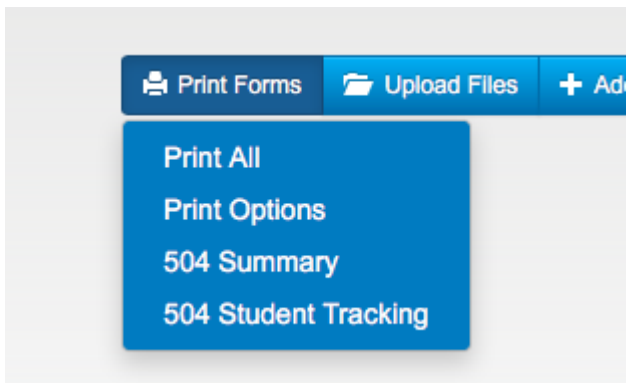 Print Forms Upload Files
Print All
Print Options
504 Summary
504 Student Tracking